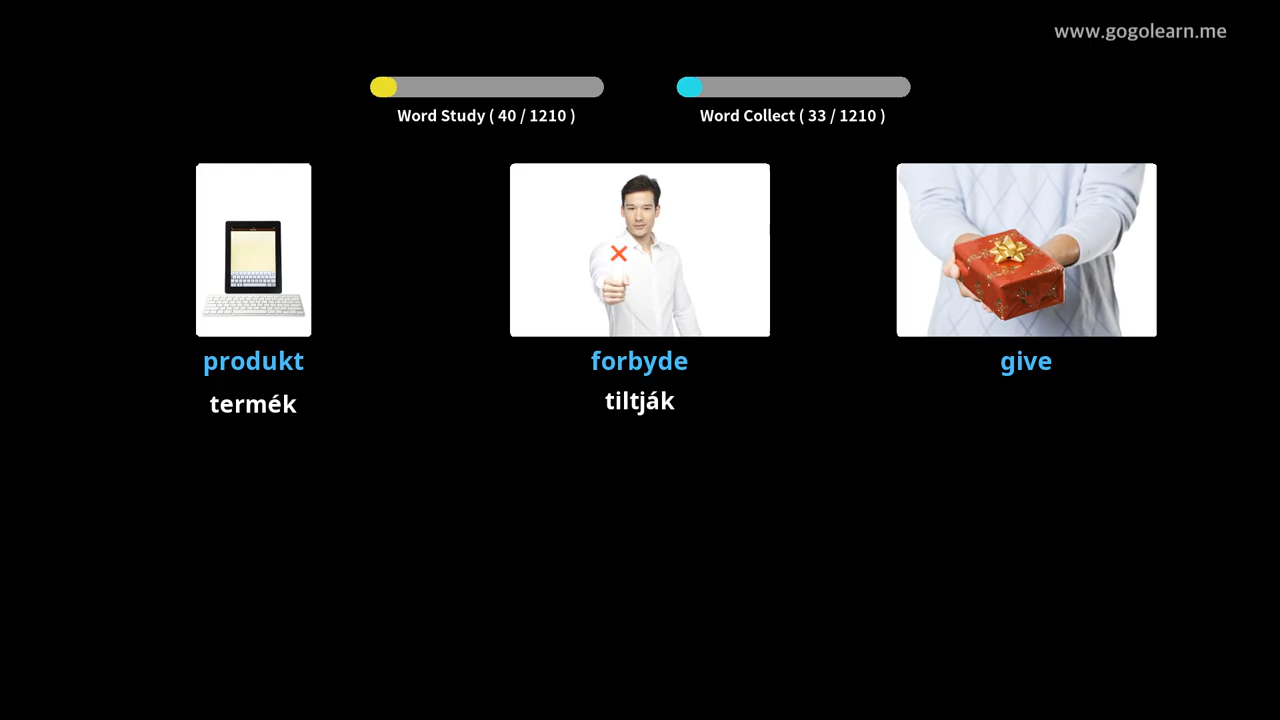 www.gogolearn.me
Word Study ( 40 / 1210 )
Word Collect ( 33 / 1210 )
produkt
forbyde
give
termék
tiltják